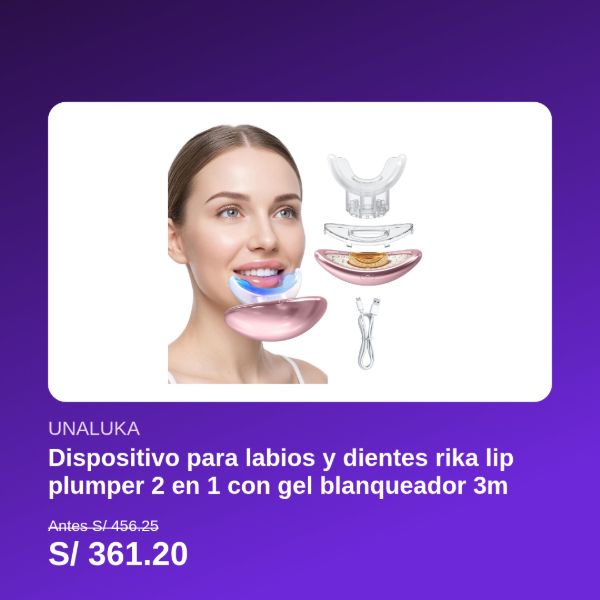 UNALUKA
Dispositivo para labios y dientes rika lip
plumper 2 en 1 con gel blanqueador 3m
Antes S/ 456.25
S/ 361.20